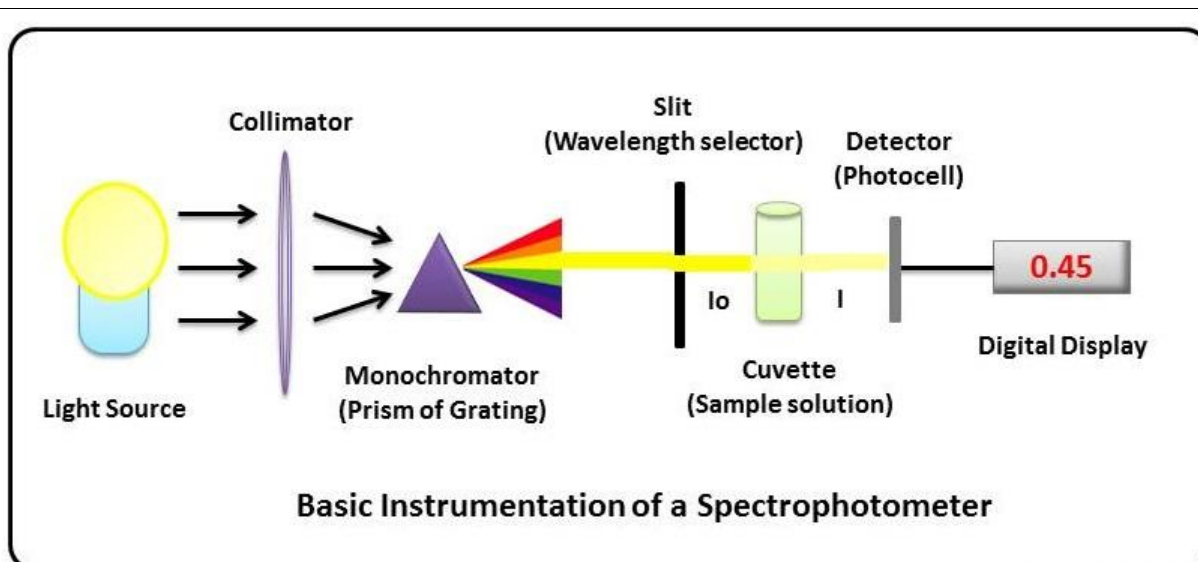 Collimator
Slit
(Wavelength selector)
Detector
(Photocell)
0.45
Io
I
Light Source
Monochromator
(Prism of Grating)
Cuvette
(Sample solution)
Digital Display
Basic Instrumentation of a Spectrophotometer